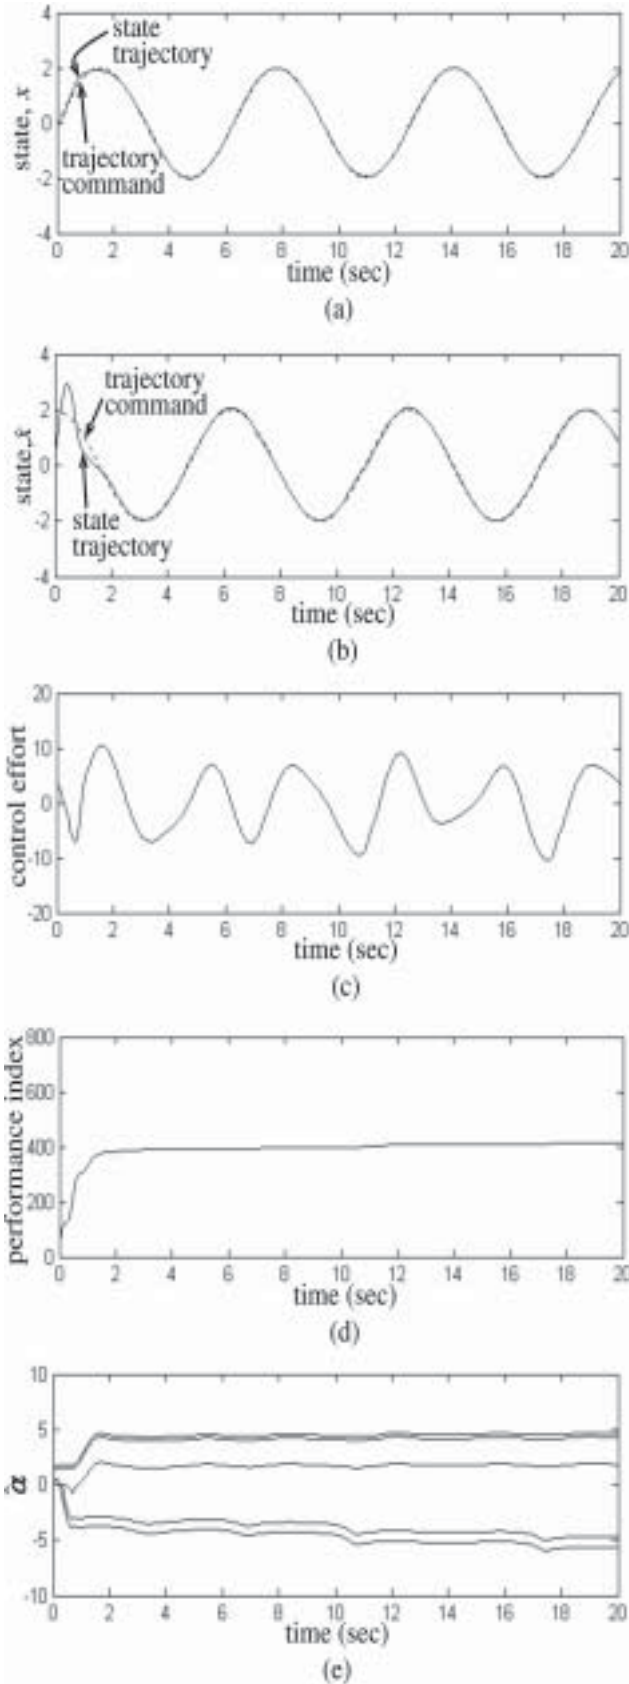 4
2
0
-2
-4
state, x
state
trajectory
trajectory
command
0 2 4 6 8 10 12 14 16 18 20
time (sec)
(a)
4
2
0
-2
-4
state, ẋ
trajectory
command
state
trajectory
0 2 4 6 8 10 12 14 16 18 20
time (sec)
(b)
20
10
0
-10
-20
control effort
0 2 4 6 8 10 12 14 16 18 20
time (sec)
(c)
800
600
400
200
0
performance index
0 2 4 6 8 10 12 14 16 18 20
time (sec)
(d)
10
5
0
-5
-10
α̂
0 2 4 6 8 10 12 14 16 18 20
time (sec)
(e)